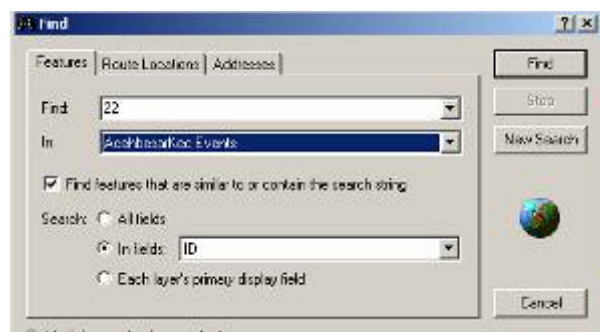 Find
Features Route Locations Addresses
Find
Find: 22
Stop
In: AcehbesarKec Events
New Search
Find features that are similar to or contain the search string
Search: All fields
In fields: ID
Each layer's primary display field
Cancel